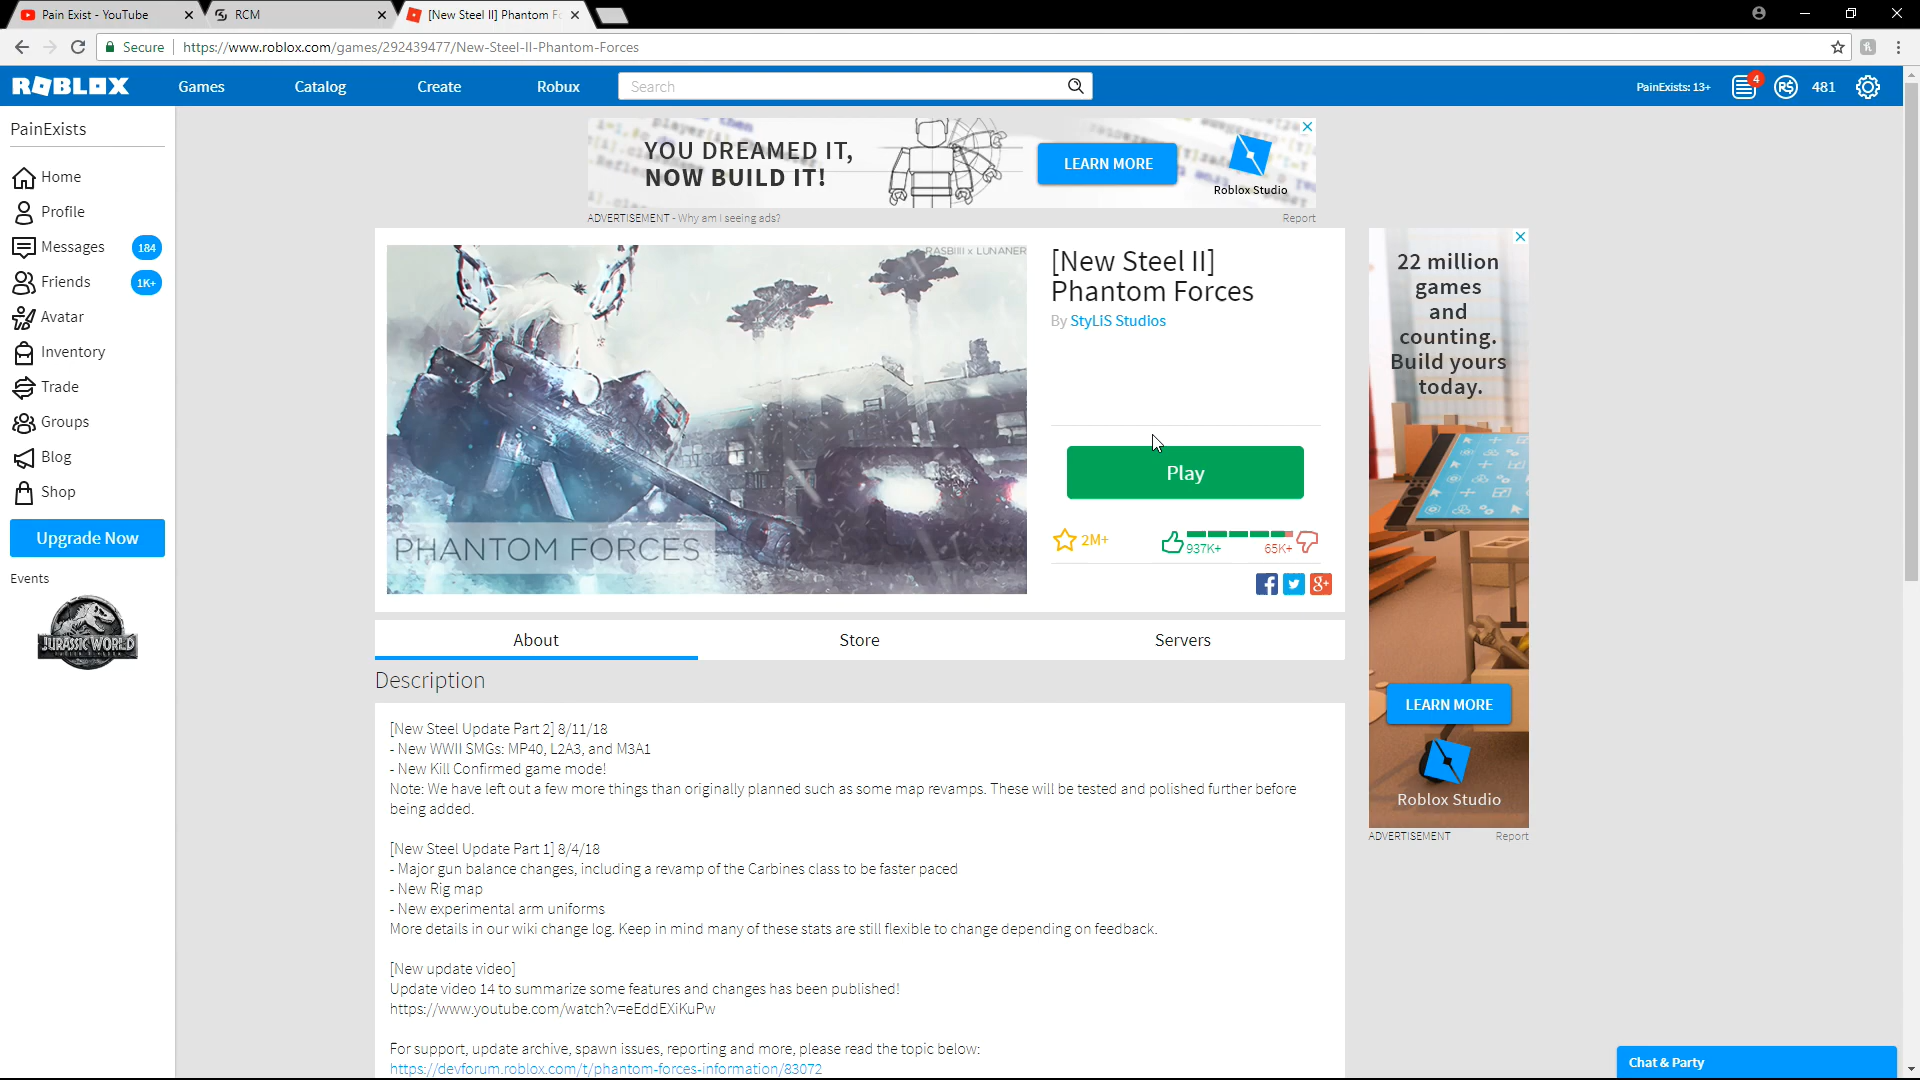 Pain Exist - YouTube
RCM
[New Steel II] Phantom F
Secure
https://www.roblox.com/games/292439477/New-Steel-II-Phantom-Forces
ROBLOX
Games
Catalog
Create
Robux
Search
PainExists: 13+
4
R$
481
PainExists
Home
Profile
Messages 184
Friends 1K+
Avatar
Inventory
Trade
Groups
Blog
Shop
Upgrade Now
Events
JURASSIC WORLD
YOU DREAMED IT,
NOW BUILD IT!
LEARN MORE
Roblox Studio
ADVERTISEMENT - Why am I seeing ads?
Report
RASBIIII x LUNANER
PHANTOM FORCES
[New Steel II]
Phantom Forces
By StyLiS Studios
Play
2M+
937K+
65K+
About
Store
Servers
Description
[New Steel Update Part 2] 8/11/18
- New WWII SMGs: MP40, L2A3, and M3A1
- New Kill Confirmed game mode!
Note: We have left out a few more things than originally planned such as some map revamps. These will be tested and polished further before
being added.
[New Steel Update Part 1] 8/4/18
- Major gun balance changes, including a revamp of the Carbines class to be faster paced
- New Rig map
- New experimental arm uniforms
More details in our wiki change log. Keep in mind many of these stats are still flexible to change depending on feedback.
[New update video]
Update video 14 to summarize some features and changes has been published!
https://www.youtube.com/watch?v=eEddEXiKuPw
For support, update archive, spawn issues, reporting and more, please read the topic below:
https://devforum.roblox.com/t/phantom-forces-information/83072
22 million
games
and
counting.
Build yours
today.
LEARN MORE
Roblox Studio
ADVERTISEMENT
Report
Chat & Party